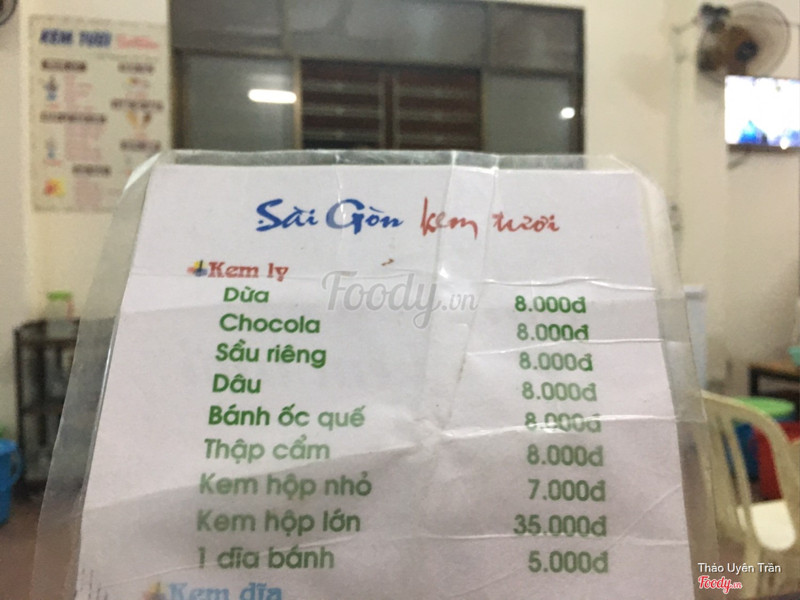 KEM TƯƠI
Sài Gòn kem tươi
Kem ly
Foody.vn
Dừa 8.000đ
Chocola 8.000đ
Sầu riêng 8.000đ
Dâu 8.000đ
Bánh ốc quế 8.000đ
Thập cẩm 8.000đ
Kem hộp nhỏ 7.000đ
Kem hộp lớn 35.000đ
1 dĩa bánh 5.000đ
Kem dĩa
Thảo Uyên Trần
Foody.vn